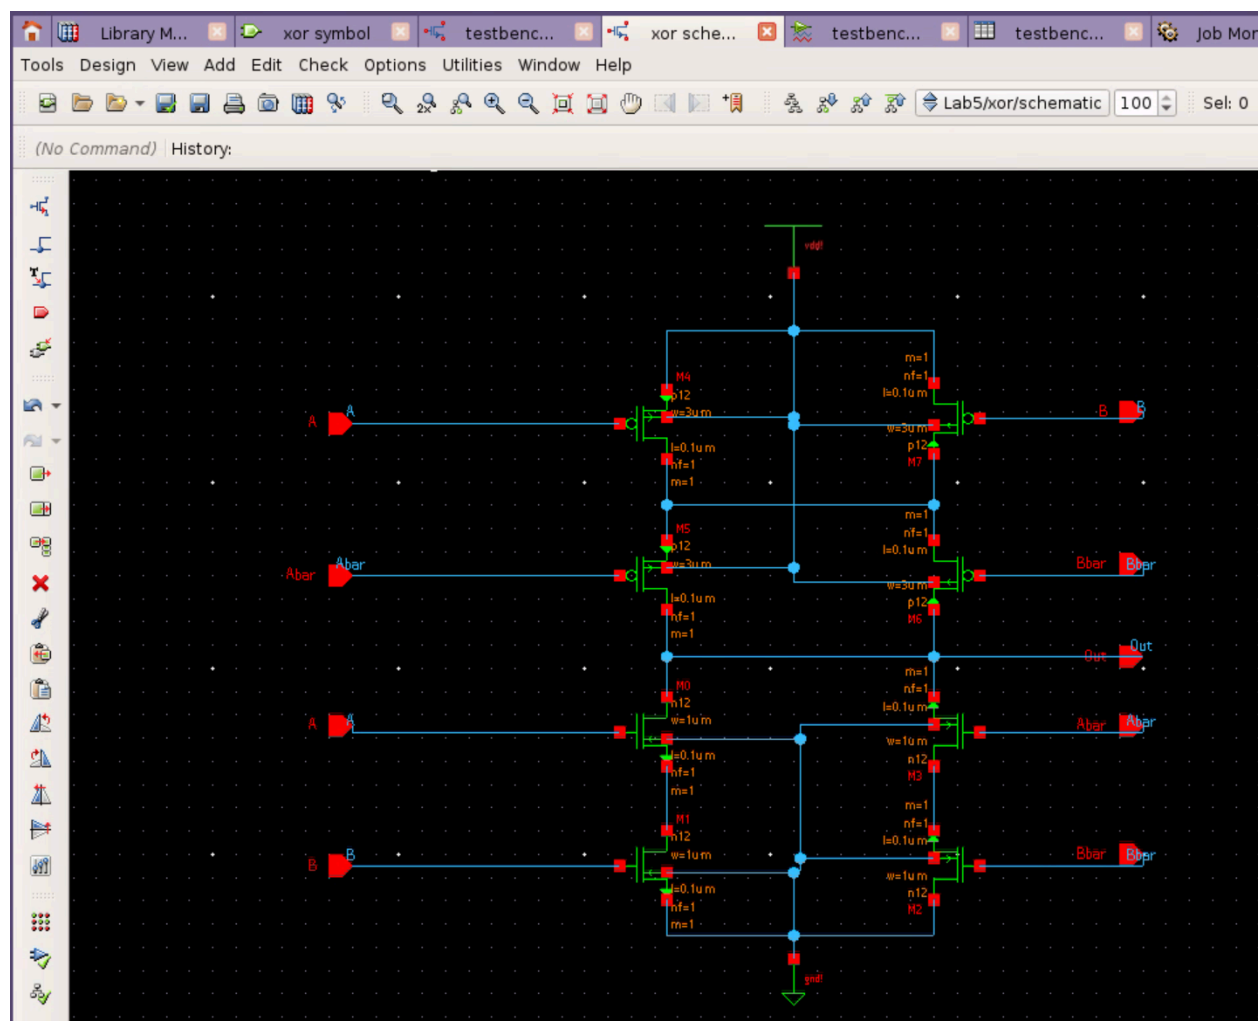 Library M... xor symbol testbenc... xor sche... testbenc... testbenc... Job Mon
Tools Design View Add Edit Check Options Utilities Window Help
2x Lab5/xor/schematic 100 Sel: 0
(No Command) History:
T
vdd!
m=1
nf=1
M4
l=0.1um
p12
A A
w=3um
B B
w=3um
l=0.1um
p12
nf=1
M7
m=1
m=1
M5
nf=1
p12
l=0.1um
Abar Abar
w=3um
Bbar Bbar
w=3um
l=0.1um
p12
nf=1
M6
m=1
Out Out
m=1
M0
nf=1
n12
l=0.1um
A A
w=1um
Abar Abar
w=1um
l=0.1um
n12
nf=1
M3
m=1
m=1
M1
nf=1
n12
l=0.1um
B B
w=1um
Bbar Bbar
w=1um
l=0.1um
n12
nf=1
M2
m=1
gnd!